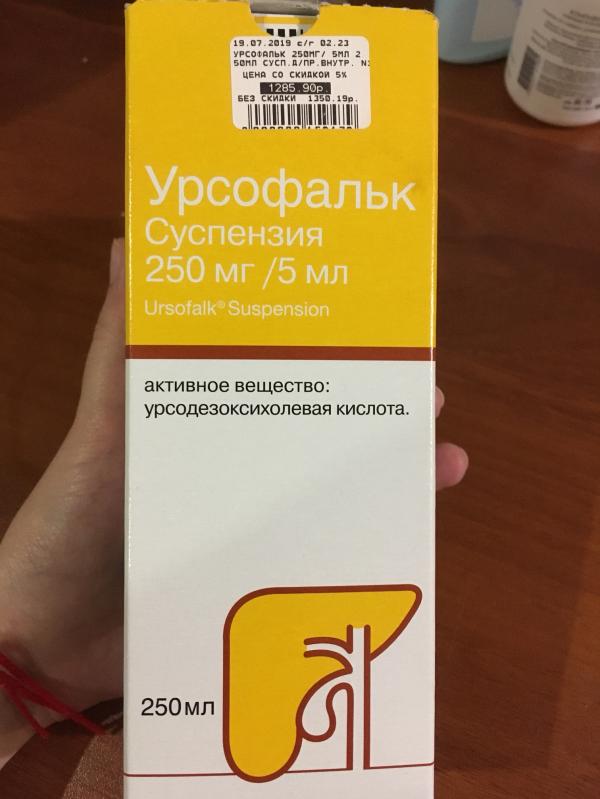 19.07.2019 с/г 02.23
УРСОФАЛЬК 250МГ/ 5МЛ 2
50МЛ СУСП.Д/ПР.ВНУТР. N1
ЦЕНА СО СКИДКОЙ 5%
1285.90р.
БЕЗ СКИДКИ 1350.19р.
Урсофальк
Суспензия
250 мг /5 мл
Ursofalk® Suspension
активное вещество:
урсодезоксихолевая кислота.
250мл